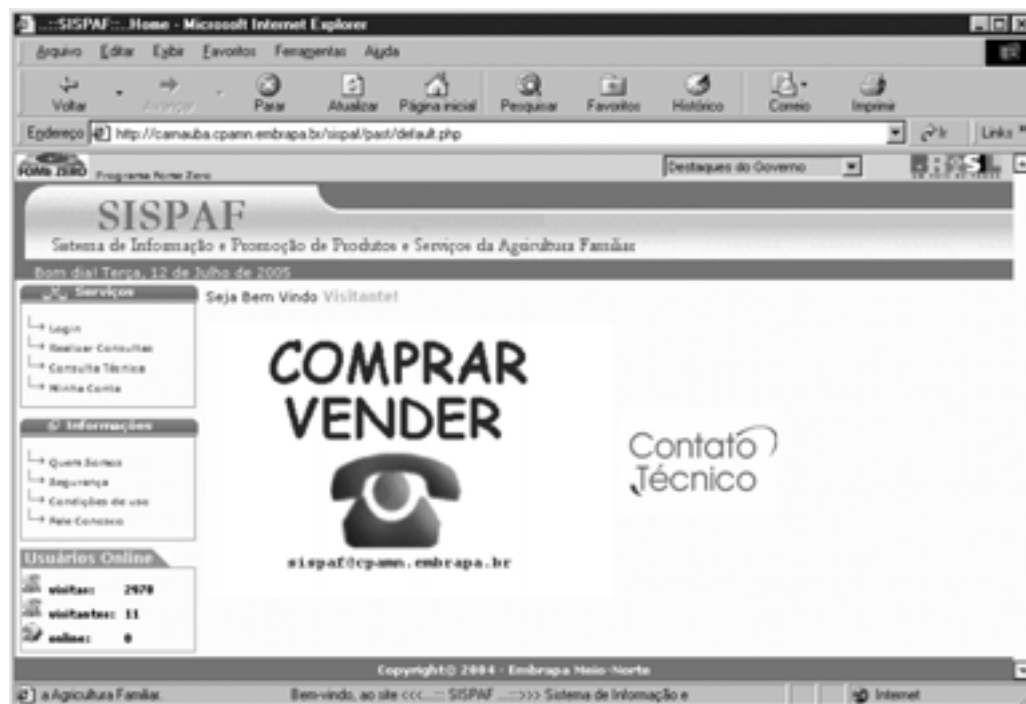 ..::SISPAF::..Home - Microsoft Internet Explorer
Arquivo Editar Exibir Favoritos Ferramentas Ajuda
Voltar Avançar Parar Atualizar Página inicial Pesquisar Favoritos Histórico Correio Imprimir
Endereço http://carnauba.cpamn.embrapa.br/sispaf/past/default.php Ir Links
FOME ZERO Programa Fome Zero Destaques do Governo BRASIL
SISPAF
Sistema de Informação e Promoção de Produtos e Serviços da Agricultura Familiar
Bom dia! Terça, 12 de Julho de 2005
Serviços
Seja Bem Vindo Visitante!
Login
Realizar Consultas
Consulta Técnica
Minha Conta
COMPRAR
VENDER
Informações
Quem Somos
Segurança
Condições de uso
Fale Conosco
Contato
Técnico
sispaf@cpamn.embrapa.br
Usuários Online
visitas: 2970
visitantes: 11
online: 0
Copyright© 2004 - Embrapa Meio-Norte
a Agricultura Familiar. Bem-vindo, ao site <<<...::: SISPAF ...:::>>> Sistema de Informação e Internet